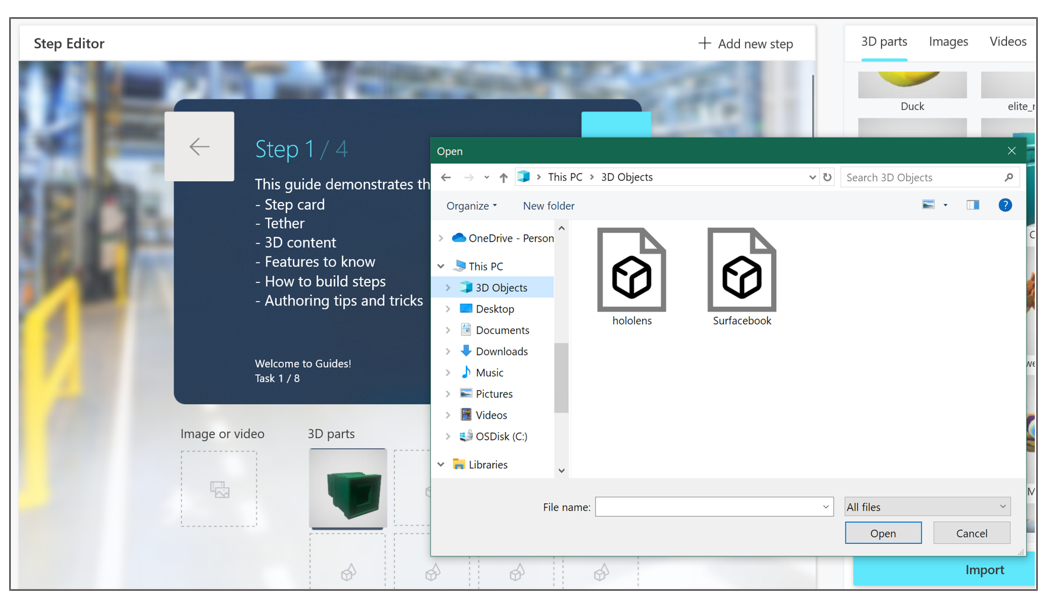 Step Editor
Add new step
3D parts
Images
Videos
Duck
Step 1 / 4
This guide demonstrates
- Step card
- Tether
- 3D content
- Features to know
- How to build steps
- Authoring tips and tricks
Welcome to Guides!
Task 1 / 8
Image or video
3D parts
Open
This PC > 3D Objects
Search 3D Objects
Organize
New folder
OneDrive - Person
This PC
3D Objects
Desktop
Documents
Downloads
Music
Pictures
Videos
OSDisk (C:)
Libraries
hololens
Surfacebook
File name:
All files
Open
Cancel
Import